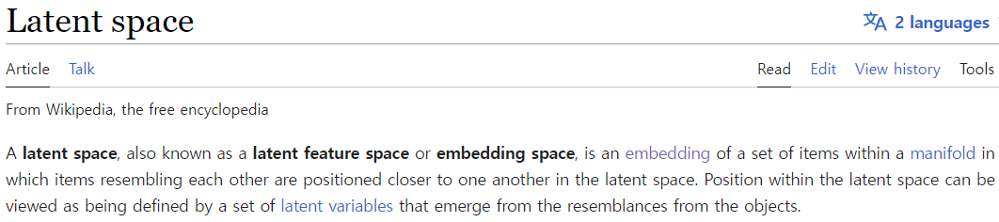 Latent space
2 languages
Article Talk Read Edit View history Tools
From Wikipedia, the free encyclopedia
A latent space, also known as a latent feature space or embedding space, is an embedding of a set of items within a manifold in
which items resembling each other are positioned closer to one another in the latent space. Position within the latent space can be
viewed as being defined by a set of latent variables that emerge from the resemblances from the objects.